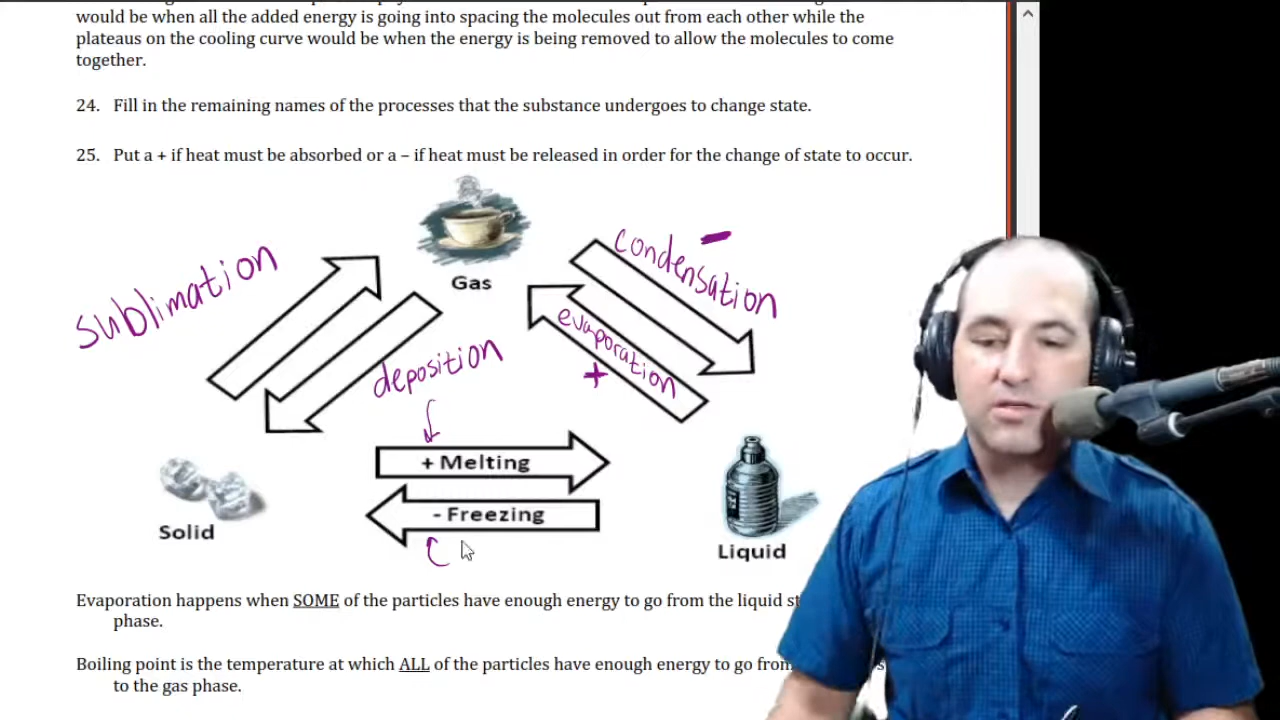 would be when all the added energy is going into spacing the molecules out from each other while the
plateaus on the cooling curve would be when the energy is being removed to allow the molecules to come
together.
24. Fill in the remaining names of the processes that the substance undergoes to change state.
25. Put a + if heat must be absorbed or a – if heat must be released in order for the change of state to occur.
condensation -
sublimation
Gas
evaporation +
deposition
+ Melting
- Freezing
Solid
Liquid
Evaporation happens when SOME of the particles have enough energy to go from the liquid
phase.
Boiling point is the temperature at which ALL of the particles have enough energy to go from
to the gas phase.